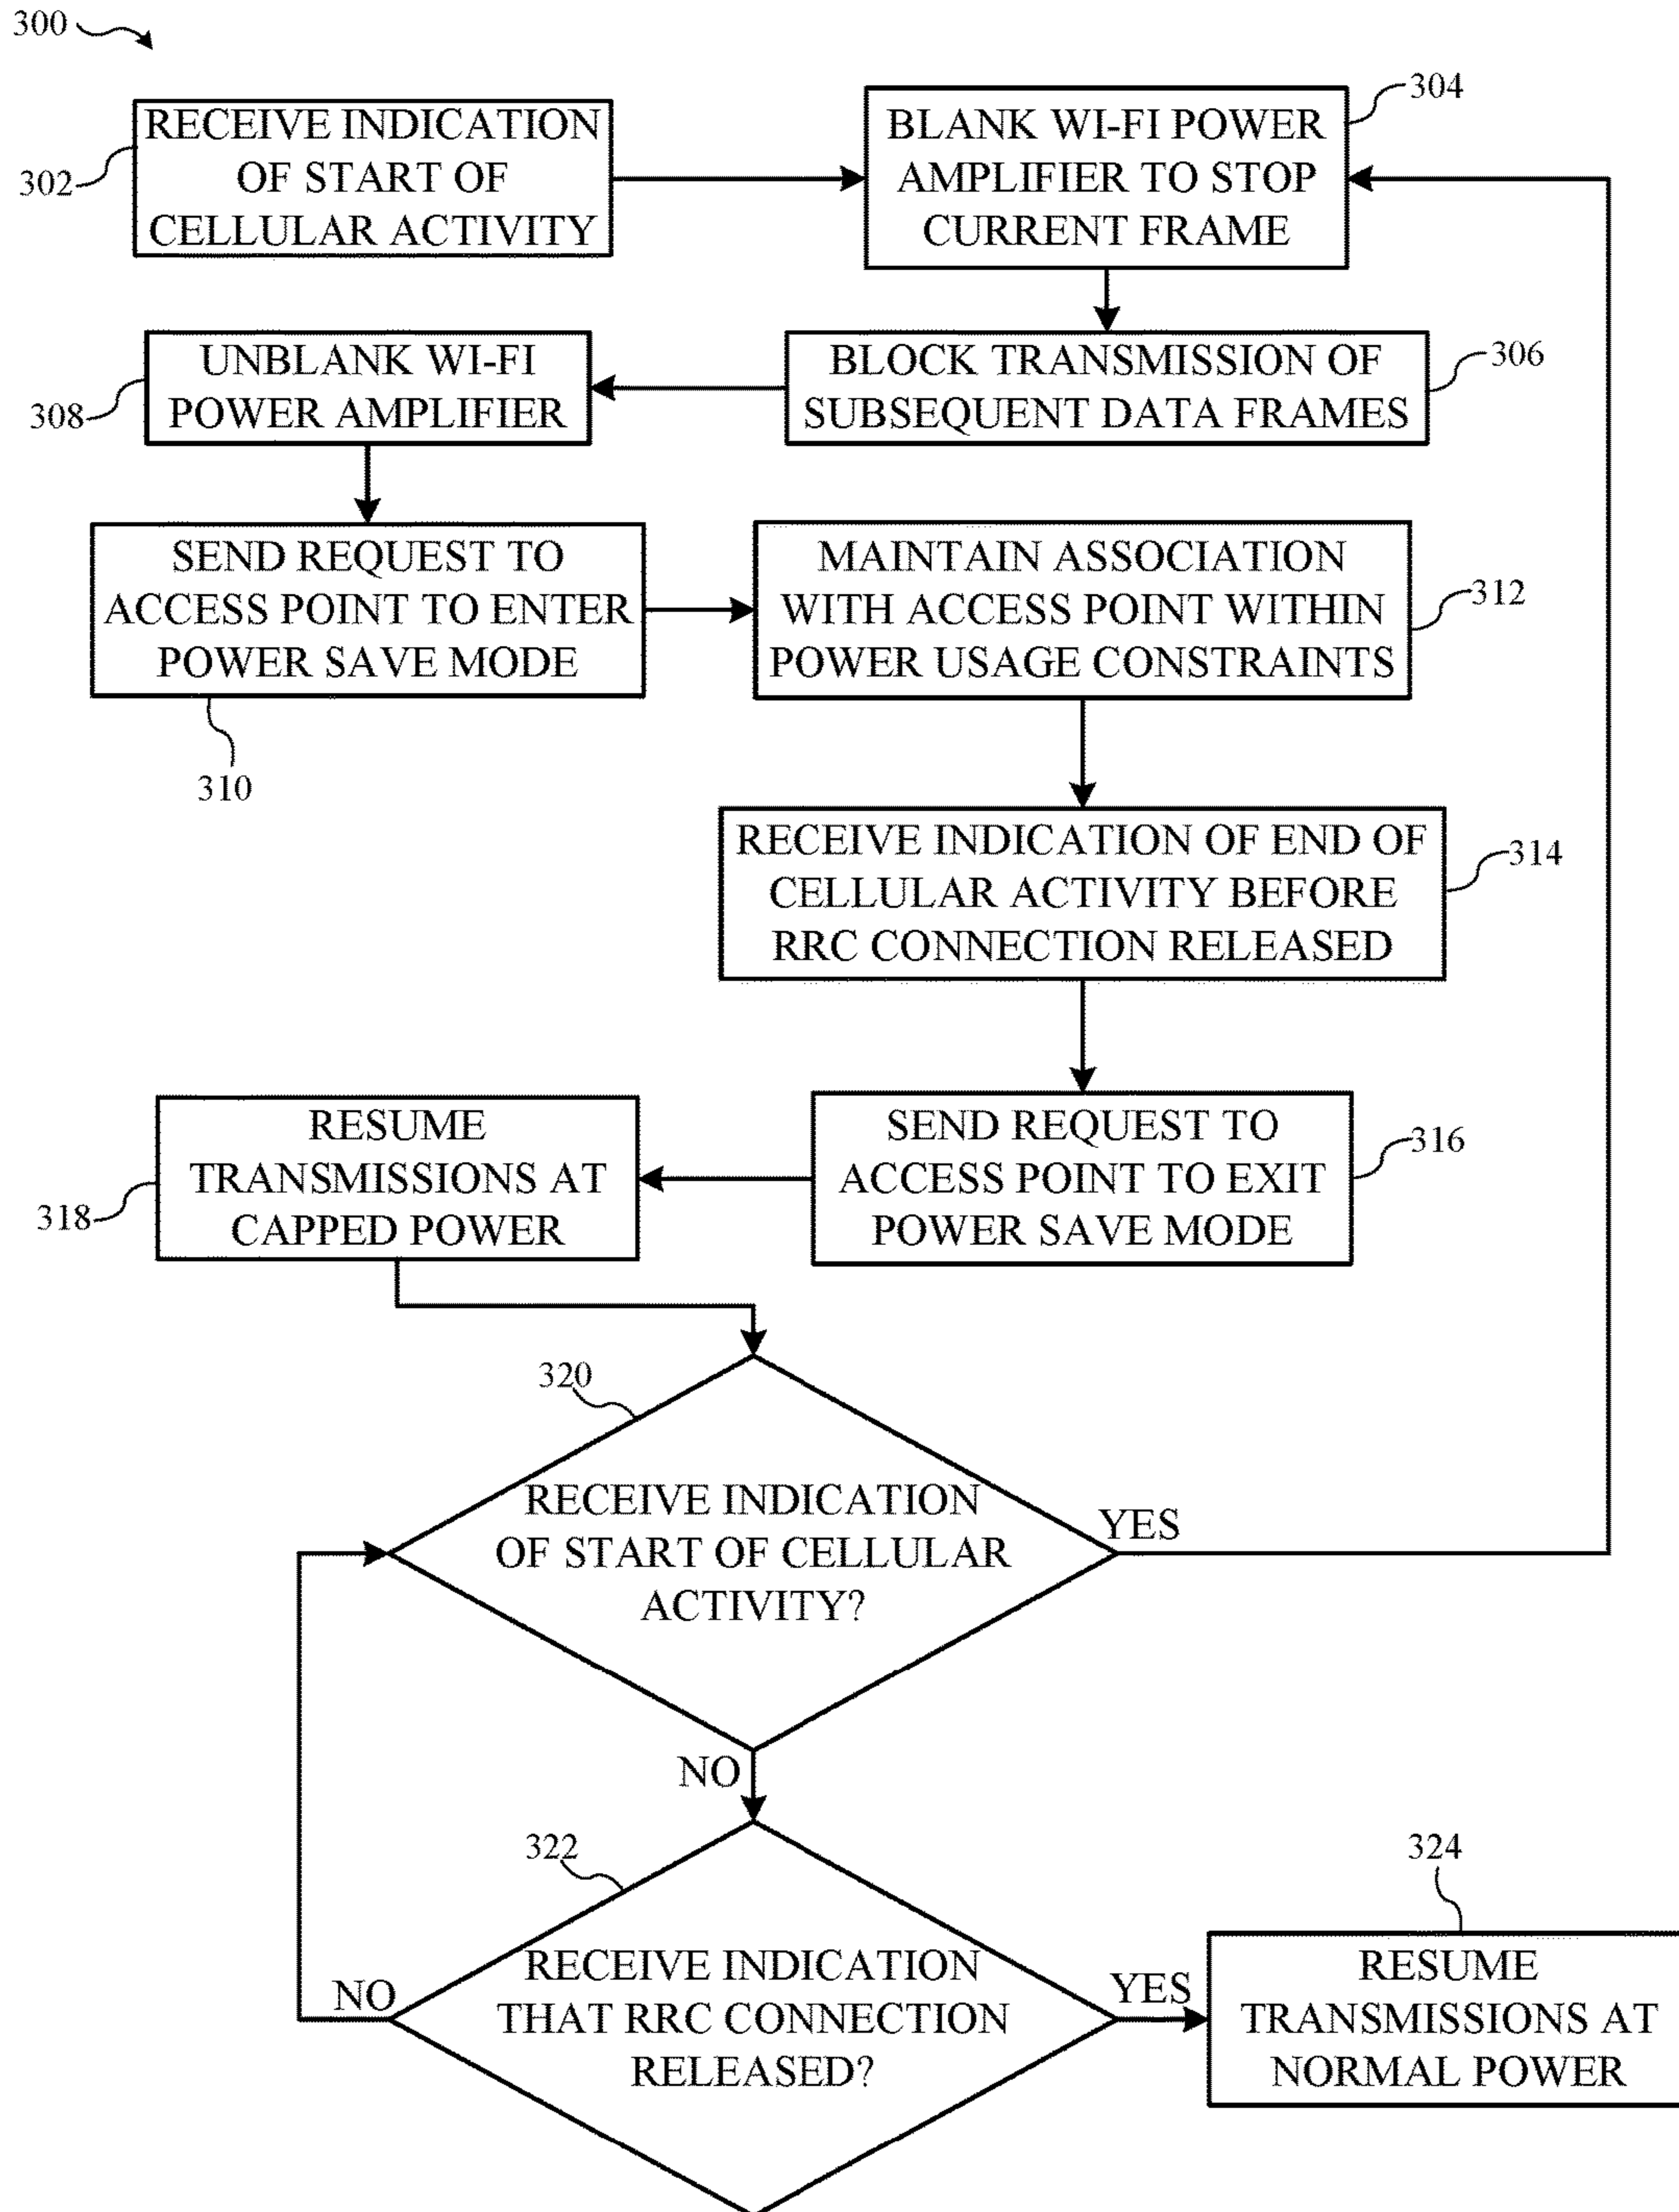 300
302
RECEIVE INDICATION
OF START OF
CELLULAR ACTIVITY
304
BLANK WI-FI POWER
AMPLIFIER TO STOP
CURRENT FRAME
306
BLOCK TRANSMISSION OF
SUBSEQUENT DATA FRAMES
308
UNBLANK WI-FI
POWER AMPLIFIER
SEND REQUEST TO
ACCESS POINT TO ENTER
POWER SAVE MODE
310
MAINTAIN ASSOCIATION
WITH ACCESS POINT WITHIN
POWER USAGE CONSTRAINTS
312
RECEIVE INDICATION OF END OF
CELLULAR ACTIVITY BEFORE
RRC CONNECTION RELEASED
314
SEND REQUEST TO
ACCESS POINT TO EXIT
POWER SAVE MODE
316
RESUME
TRANSMISSIONS AT
CAPPED POWER
318
320
RECEIVE INDICATION
OF START OF CELLULAR
ACTIVITY?
YES
NO
322
RECEIVE INDICATION
THAT RRC CONNECTION
RELEASED?
NO
YES
324
RESUME
TRANSMISSIONS AT
NORMAL POWER